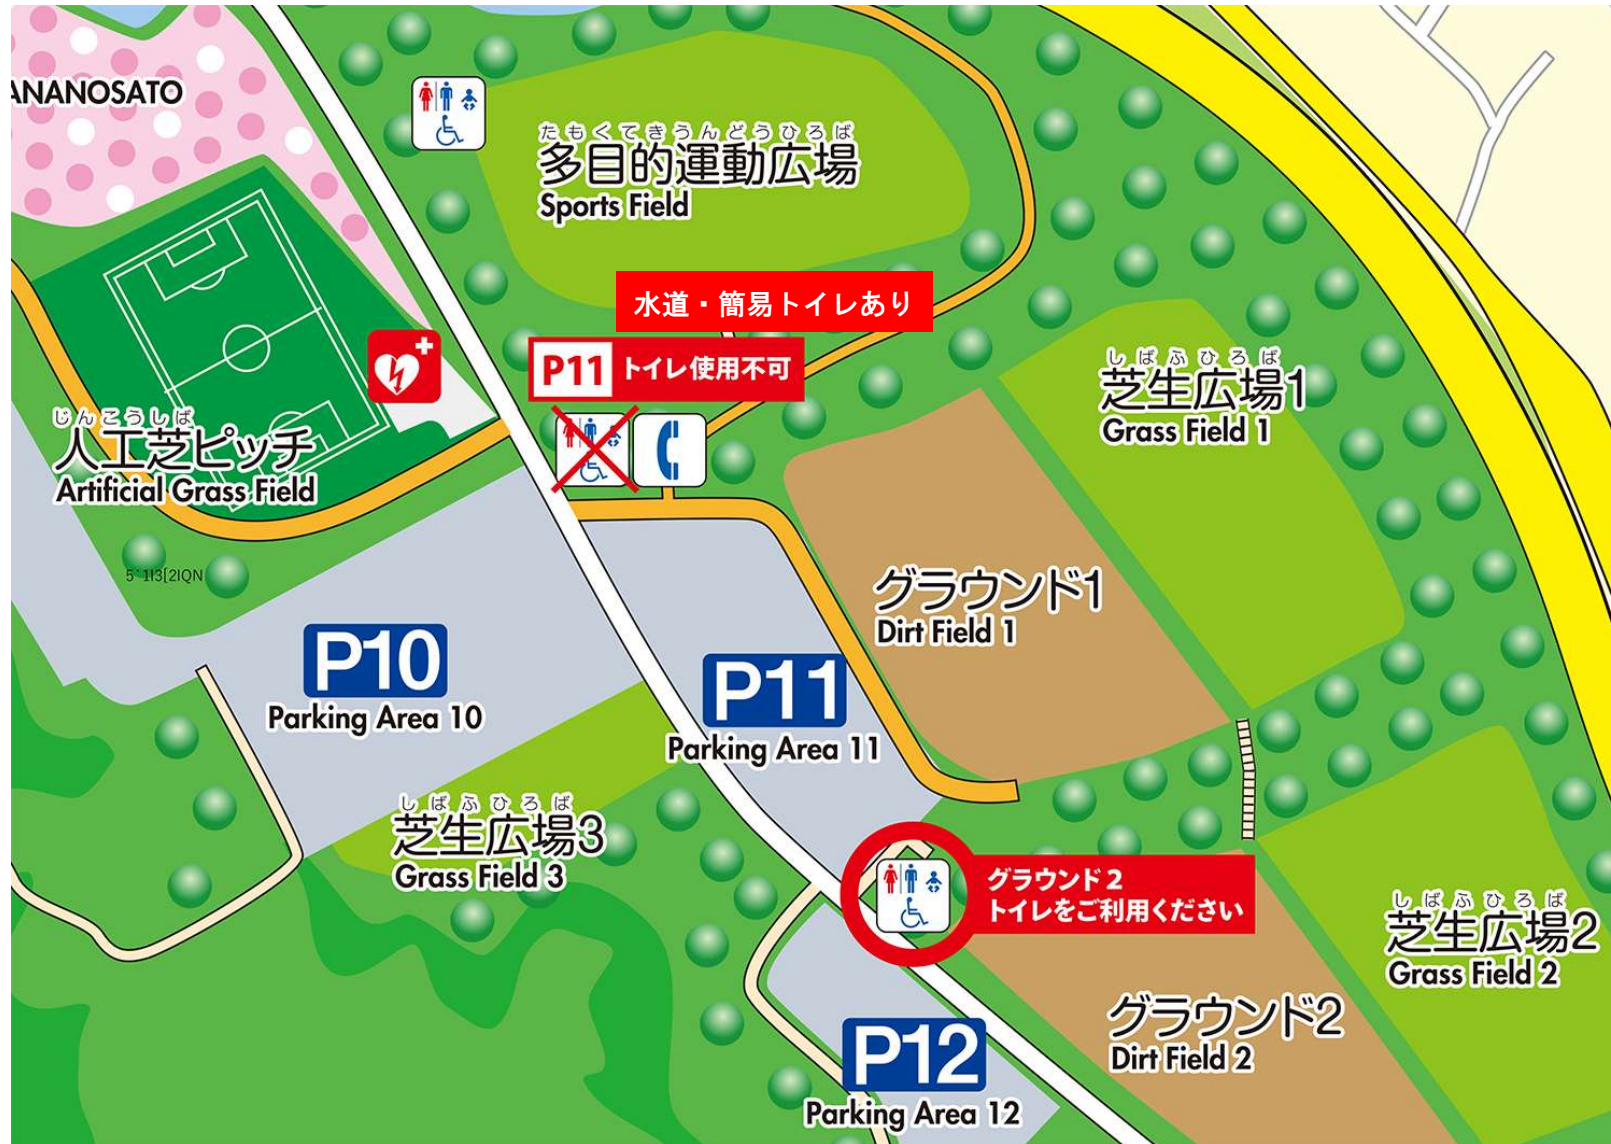 ANANOSATO
たもくてきうんどうひろば
多目的運動広場
Sports Field
水道・簡易トイレあり
P11 トイレ使用不可
しばふひろば
芝生広場1
Grass Field 1
じんこうしば
人工芝ピッチ
Artificial Grass Field
グラウンド1
Dirt Field 1
P10
Parking Area 10
P11
Parking Area 11
しばふひろば
芝生広場3
Grass Field 3
グラウンド2
トイレをご利用ください
しばふひろば
芝生広場2
Grass Field 2
グラウンド2
Dirt Field 2
P12
Parking Area 12